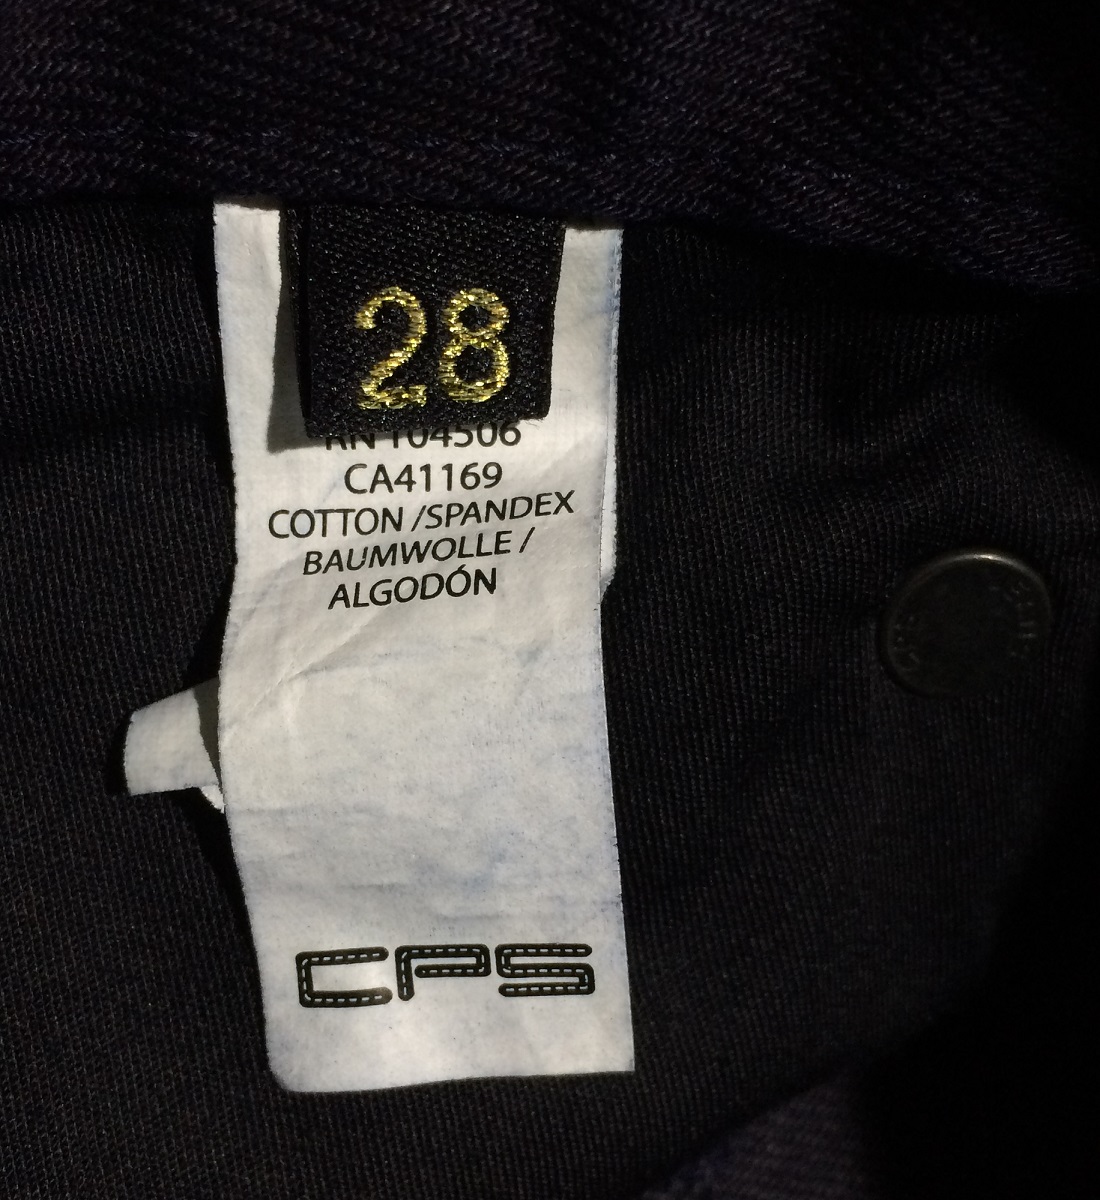 28
RN 104506
CA41169
COTTON /SPANDEX
BAUMWOLLE /
ALGODÓN
CPS